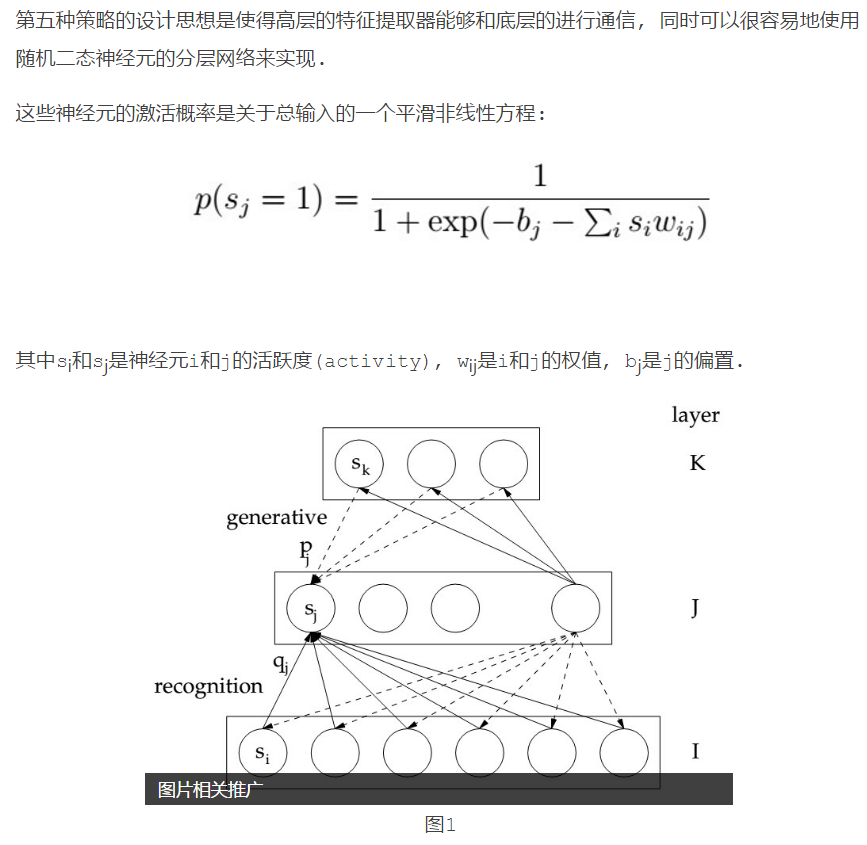 第五种策略的设计思想是使得高层的特征提取器能够和底层的进行通信, 同时可以很容易地使用
随机二态神经元的分层网络来实现.
这些神经元的激活概率是关于总输入的一个平滑非线性方程:
p(s_j = 1) = 1 / (1 + exp(−b_j − ∑_i s_i w_ij))
其中s_i和s_j是神经元i和j的活跃度(activity), w_ij是i和j的权值, b_j是j的偏置.
layer
s_k
K
generative
p_j
s_j
J
q_j
recognition
s_i
I
图片相关推广
图1